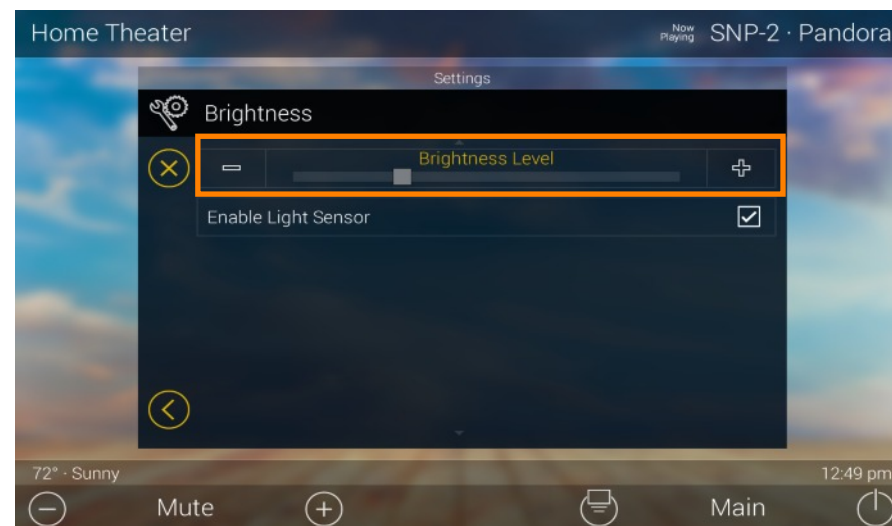 Home Theater
Now Playing SNP-2 · Pandora
Settings
Brightness
Brightness Level
Enable Light Sensor
72° · Sunny
12:49 pm
Mute
Main